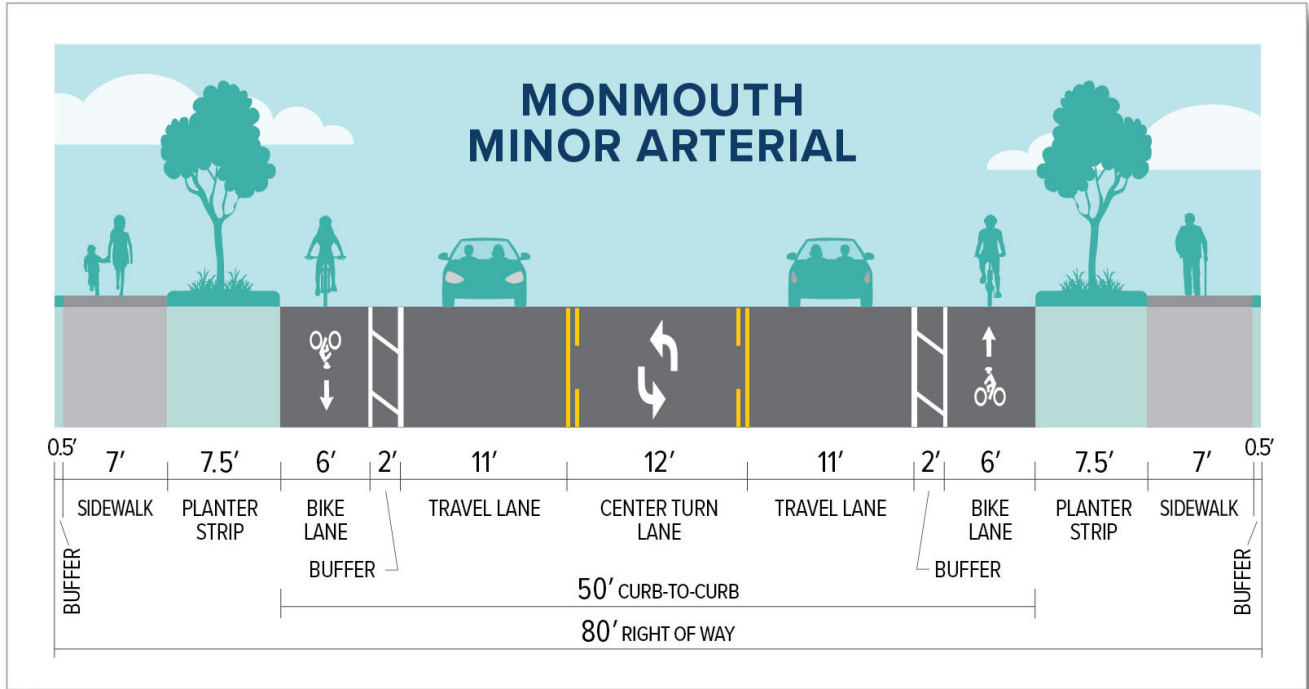 MONMOUTH
MINOR ARTERIAL
0.5’ 7’ 7.5’ 6’ 2’ 11’ 12’ 11’ 2’ 6’ 7.5’ 7’ 0.5’
SIDEWALK PLANTER BIKE TRAVEL LANE CENTER TURN TRAVEL LANE BIKE PLANTER SIDEWALK
STRIP LANE LANE LANE STRIP
BUFFER BUFFER BUFFER BUFFER
50’ CURB-TO-CURB
80’ RIGHT OF WAY